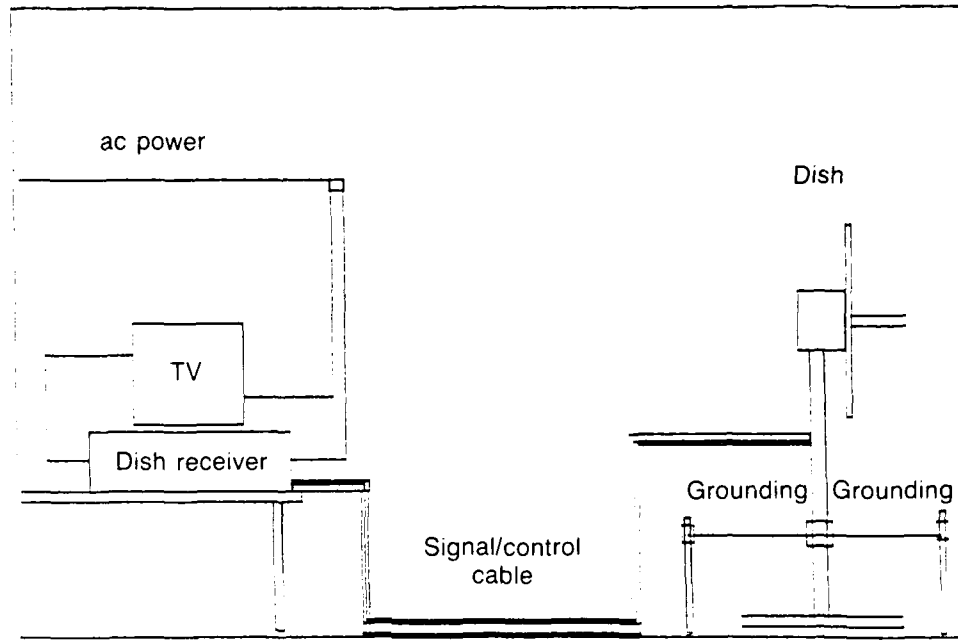 ac power
Dish
TV
Dish receiver
Grounding Grounding
Signal/control
cable